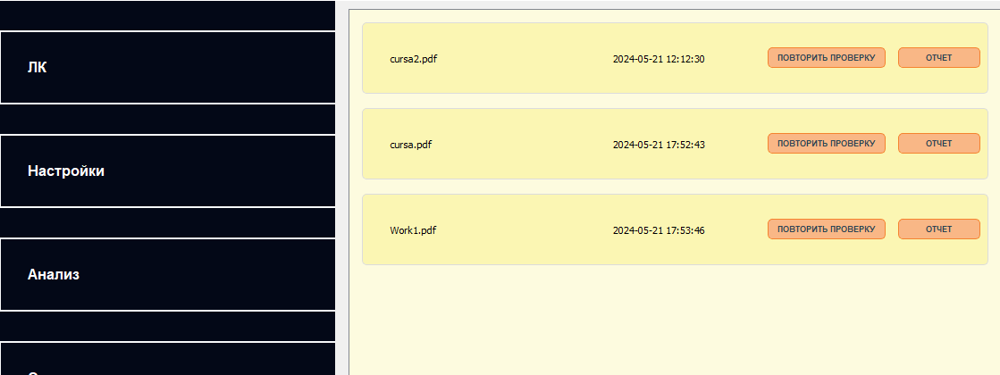 ЛК
Настройки
Анализ
cursa2.pdf 2024-05-21 12:12:30 ПОВТОРИТЬ ПРОВЕРКУ ОТЧЕТ
cursa.pdf 2024-05-21 17:52:43 ПОВТОРИТЬ ПРОВЕРКУ ОТЧЕТ
Work1.pdf 2024-05-21 17:53:46 ПОВТОРИТЬ ПРОВЕРКУ ОТЧЕТ